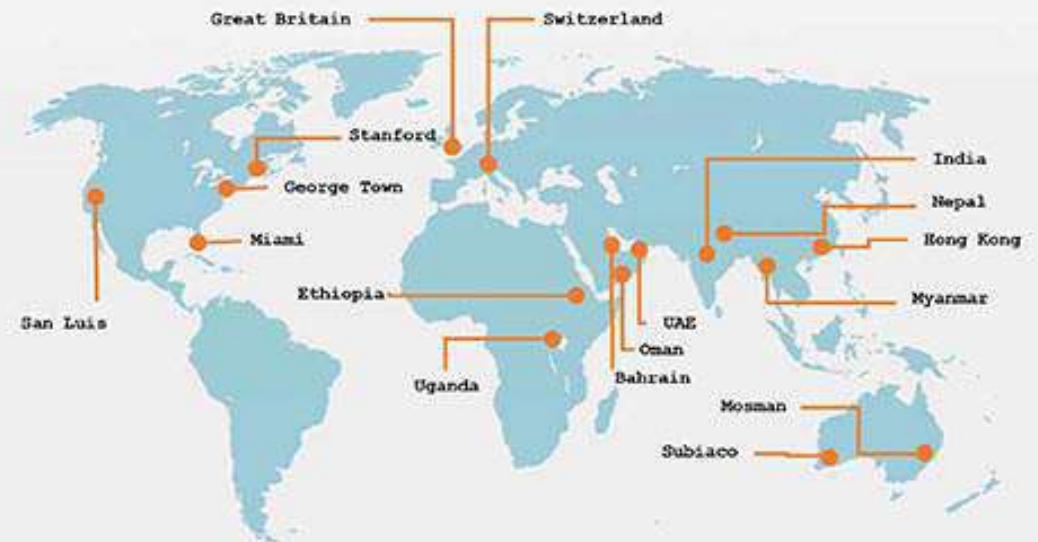 Great Britain
Switzerland
Stanford
India
George Town
Nepal
Miami
Hong Kong
Ethiopia
Myanmar
San Luis
UAE
Oman
Uganda
Bahrain
Mosman
Subiaco